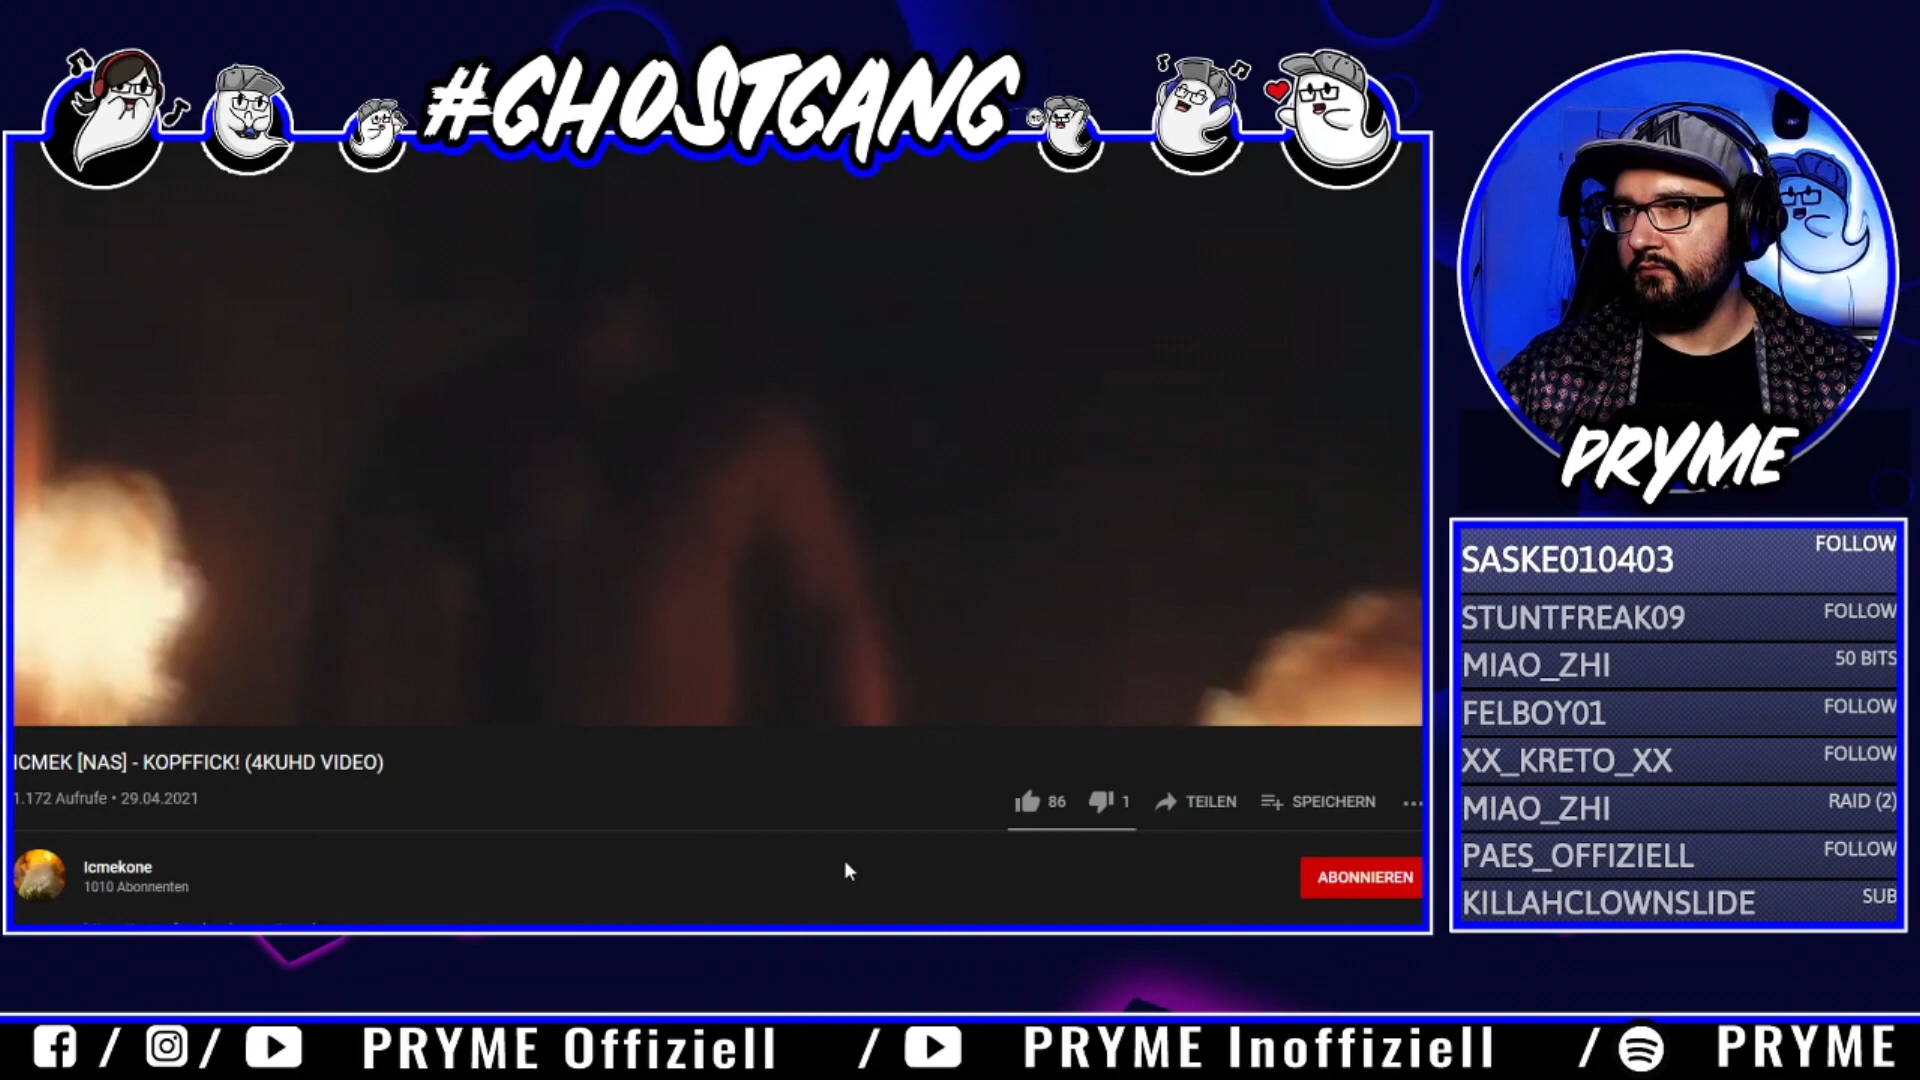 #GHOSTGANG
PRYME
SASKE010403 FOLLOW
STUNTFREAK09 FOLLOW
MIAO_ZHI 50 BITS
FELBOY01 FOLLOW
XX_KRETO_XX FOLLOW
MIAO_ZHI RAID (2)
PAES_OFFIZIELL FOLLOW
KILLAHCLOWNSLIDE SUB
ICMEK [NAS] - KOPFFICK! (4KUHD VIDEO)
1.172 Aufrufe • 29.04.2021
86 1 TEILEN SPEICHERN ...
Icmekone
1010 Abonnenten
ABONNIEREN
/ / PRYME Offiziell / PRYME Inoffiziell / PRYME